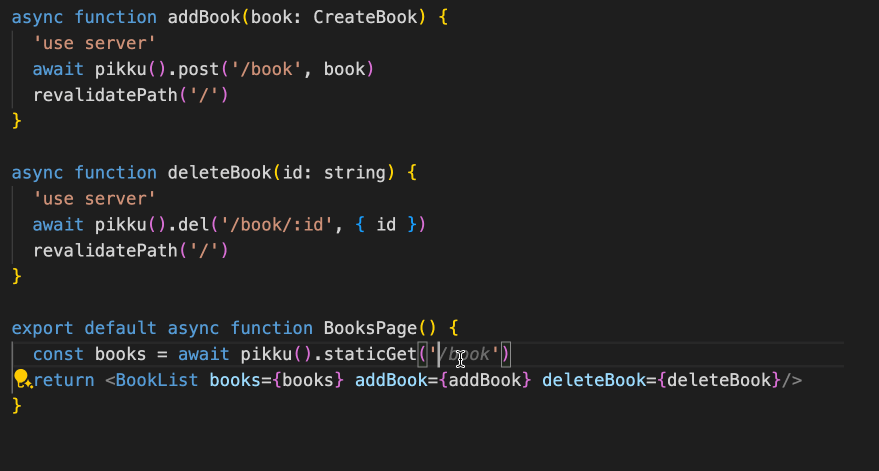 async function addBook(book: CreateBook) {
'use server'
await pikku().post('/book', book)
revalidatePath('/')
}
async function deleteBook(id: string) {
'use server'
await pikku().del('/book/:id', { id })
revalidatePath('/')
}
export default async function BooksPage() {
const books = await pikku().staticGet('/book')
return <BookList books={books} addBook={addBook} deleteBook={deleteBook}/>
}